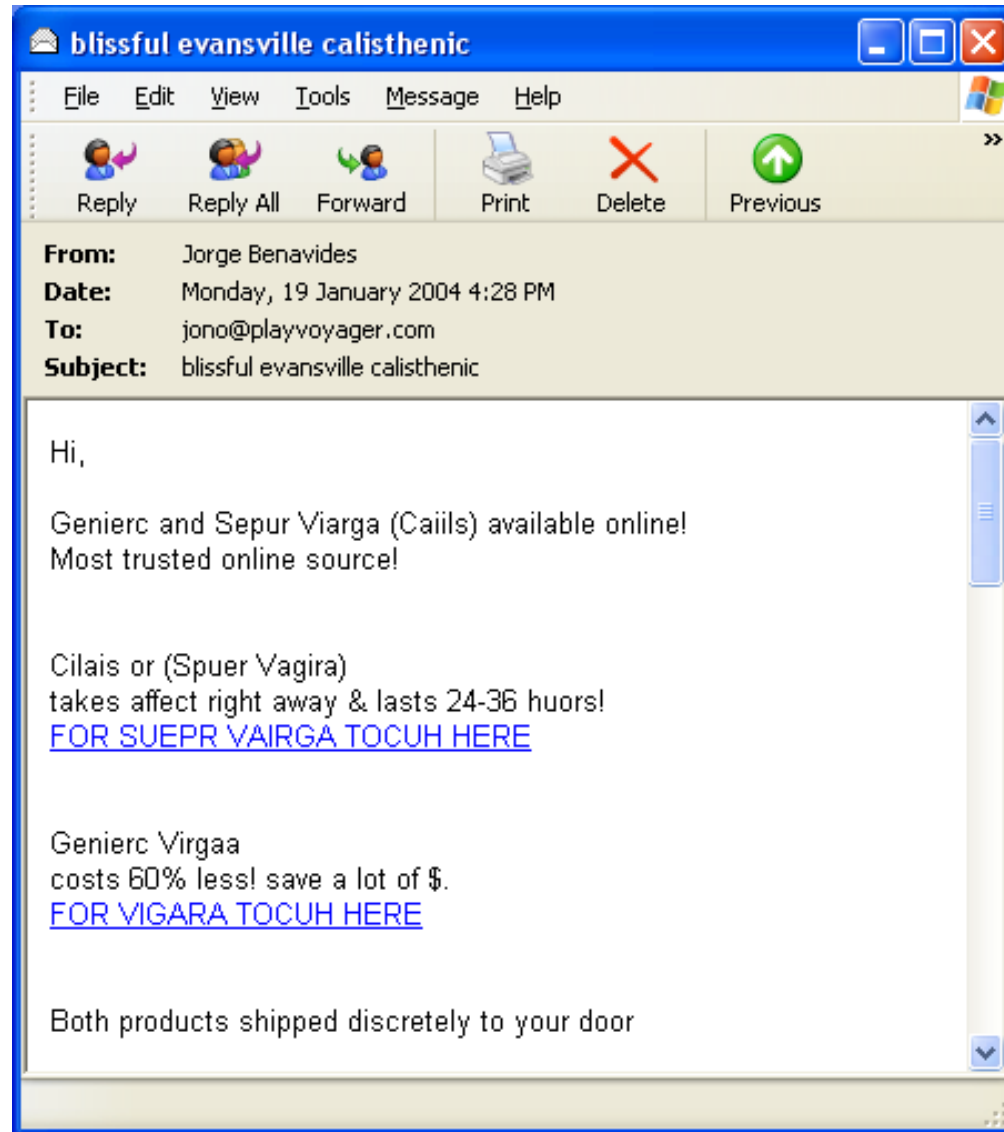 blissful evansville calisthenic
File Edit View Tools Message Help
Reply Reply All Forward Print Delete Previous »
From: Jorge Benavides
Date: Monday, 19 January 2004 4:28 PM
To: jono@playvoyager.com
Subject: blissful evansville calisthenic
Hi,
Genierc and Sepur Viarga (Caiils) available online!
Most trusted online source!
Cilais or (Spuer Vagira)
takes affect right away & lasts 24-36 huors!
FOR SUEPR VAIRGA TOCUH HERE
Genierc Virgaa
costs 60% less! save a lot of $.
FOR VIGARA TOCUH HERE
Both products shipped discretely to your door